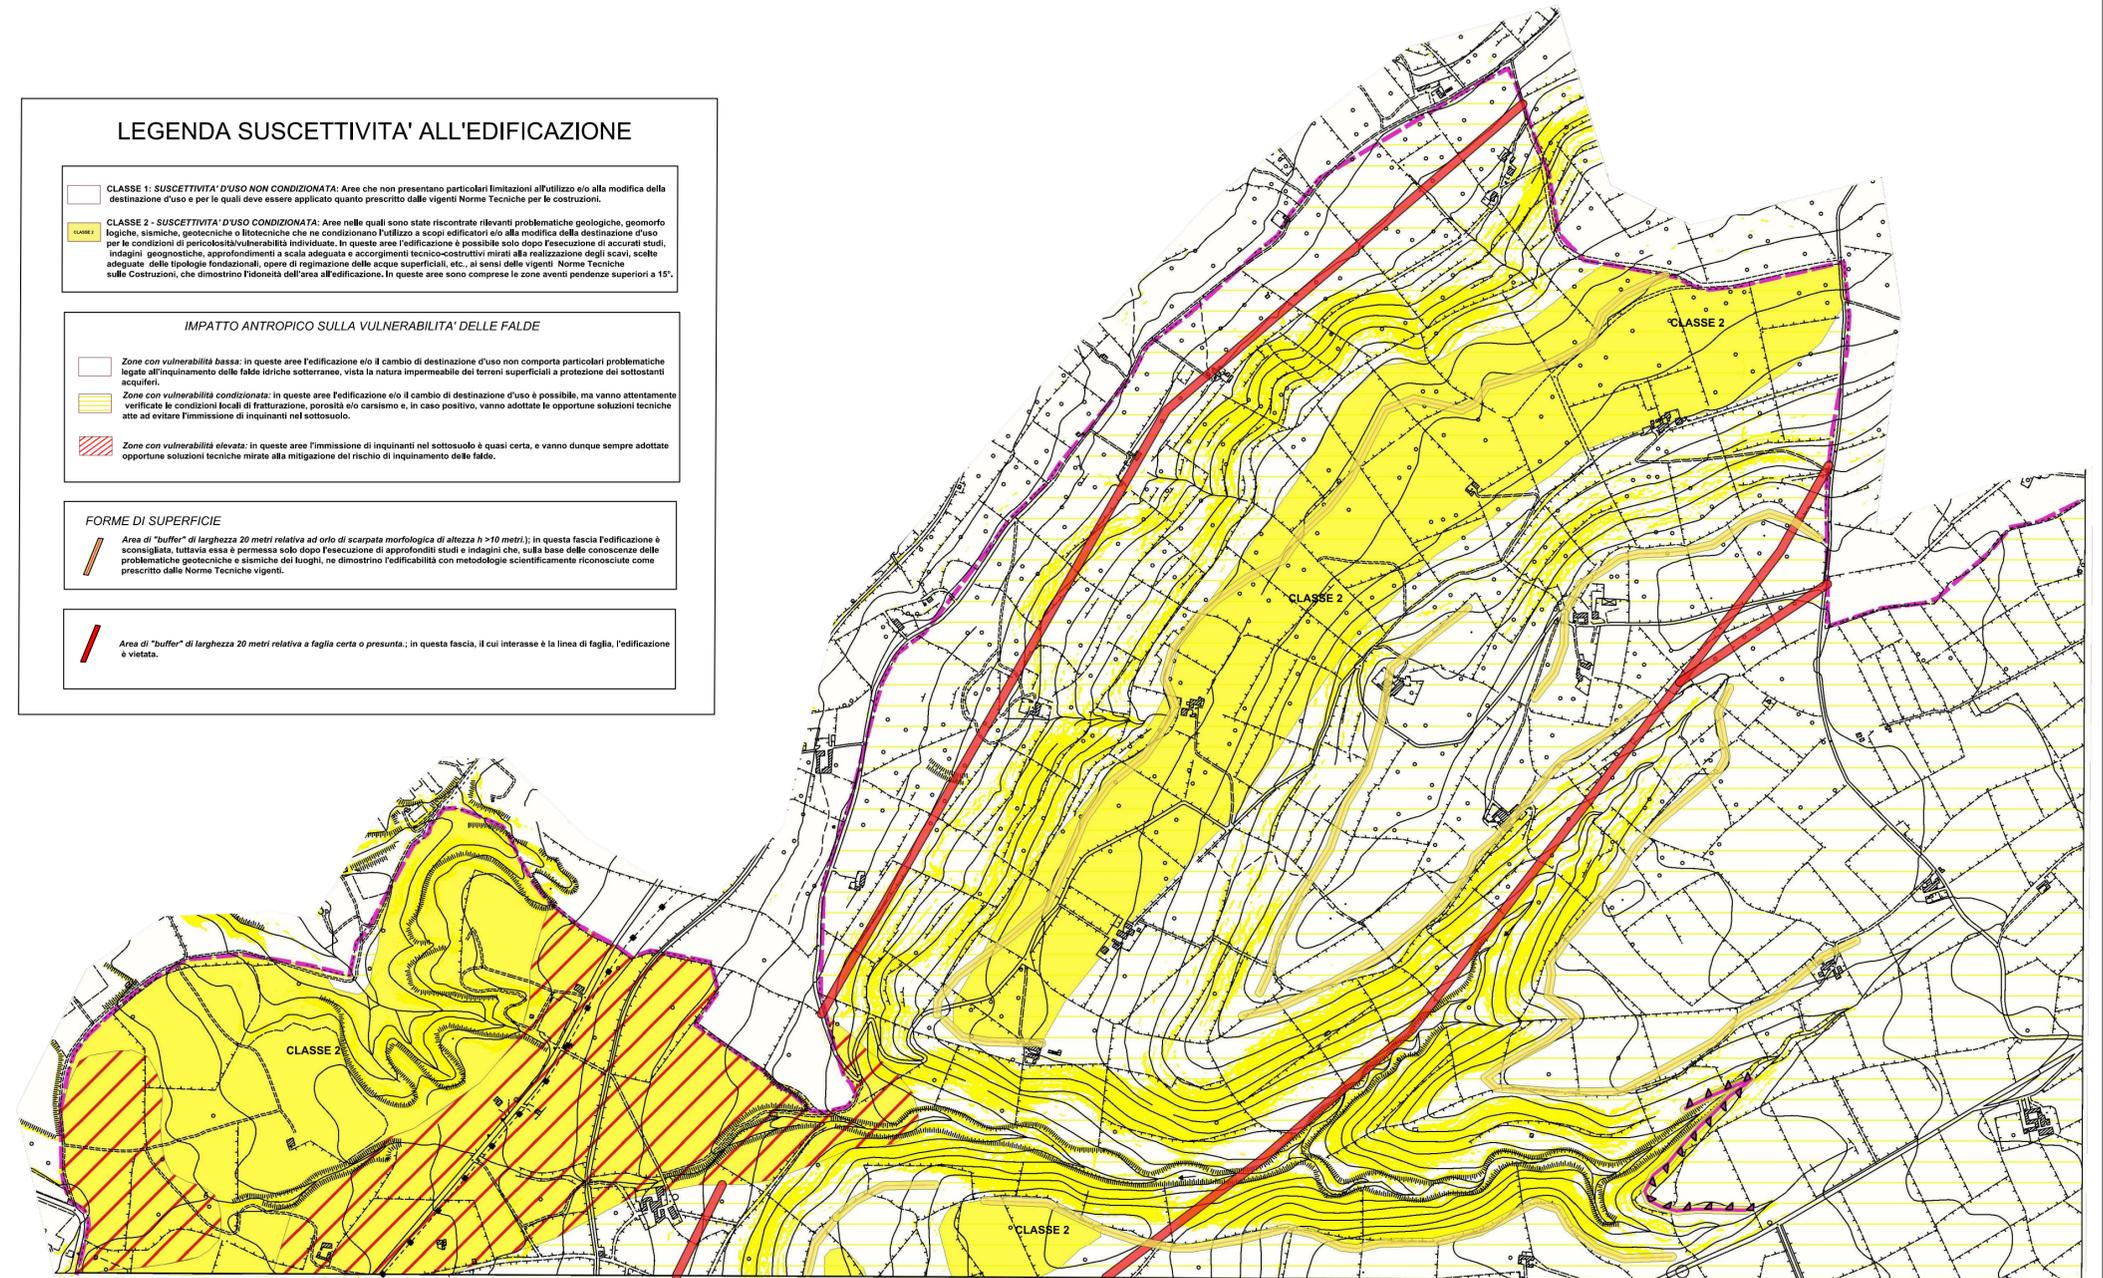 LEGENDA SUSCETTIVITA' ALL'EDIFICAZIONE
CLASSE 1: SUSCETTIVITA' D'USO NON CONDIZIONATA: Aree che non presentano particolari limitazioni all'utilizzo e/o alla modifica della
destinazione d'uso e per le quali deve essere applicato quanto prescritto dalle vigenti Norme Tecniche per le costruzioni.
CLASSE 2
CLASSE 2 - SUSCETTIVITA' D'USO CONDIZIONATA: Aree nelle quali sono state riscontrate rilevanti problematiche geologiche, geomorfo
logiche, sismiche, geotecniche o litotecniche che ne condizionano l'utilizzo a scopi edificatori e/o alla modifica della destinazione d'uso
per le condizioni di pericolosità/vulnerabilità individuate. In queste aree l'edificazione è possibile solo dopo l'esecuzione di accurati studi,
indagini geognostiche, approfondimenti a scala adeguata e accorgimenti tecnico-costruttivi mirati alla realizzazione degli scavi, scelte
adeguate delle tipologie fondazionali, opere di regimazione delle acque superficiali, etc., ai sensi delle vigenti Norme Tecniche
sulle Costruzioni, che dimostrino l'idoneità dell'area all'edificazione. In queste aree sono comprese le zone aventi pendenze superiori a 15°.
IMPATTO ANTROPICO SULLA VULNERABILITA' DELLE FALDE
Zone con vulnerabilità bassa: in queste aree l'edificazione e/o il cambio di destinazione d'uso non comporta particolari problematiche
legate all'inquinamento delle falde idriche sotterranee, vista la natura impermeabile dei terreni superficiali a protezione dei sottostanti
acquiferi.
Zone con vulnerabilità condizionata: in queste aree l'edificazione e/o il cambio di destinazione d'uso è possibile, ma vanno attentamente
verificate le condizioni locali di fratturazione, porosità e/o carsismo e, in caso positivo, vanno adottate le opportune soluzioni tecniche
atte ad evitare l'immissione di inquinanti nel sottosuolo.
Zone con vulnerabilità elevata: in queste aree l'immissione di inquinanti nel sottosuolo è quasi certa, e vanno dunque sempre adottate
opportune soluzioni tecniche mirate alla mitigazione del rischio di inquinamento delle falde.
FORME DI SUPERFICIE
Area di "buffer" di larghezza 20 metri relativa ad orlo di scarpata morfologica di altezza h >10 metri.); in questa fascia l'edificazione è
sconsigliata, tuttavia essa è permessa solo dopo l'esecuzione di approfonditi studi e indagini che, sulla base delle conoscenze delle
problematiche geotecniche e sismiche dei luoghi, ne dimostrino l'edificabilità con metodologie scientificamente riconosciute come
prescritto dalle Norme Tecniche vigenti.
Area di "buffer" di larghezza 20 metri relativa a faglia certa o presunta.; in questa fascia, il cui interasse è la linea di faglia, l'edificazione
è vietata.
CLASSE 2
CLASSE 2
CLASSE 2
CLASSE 2